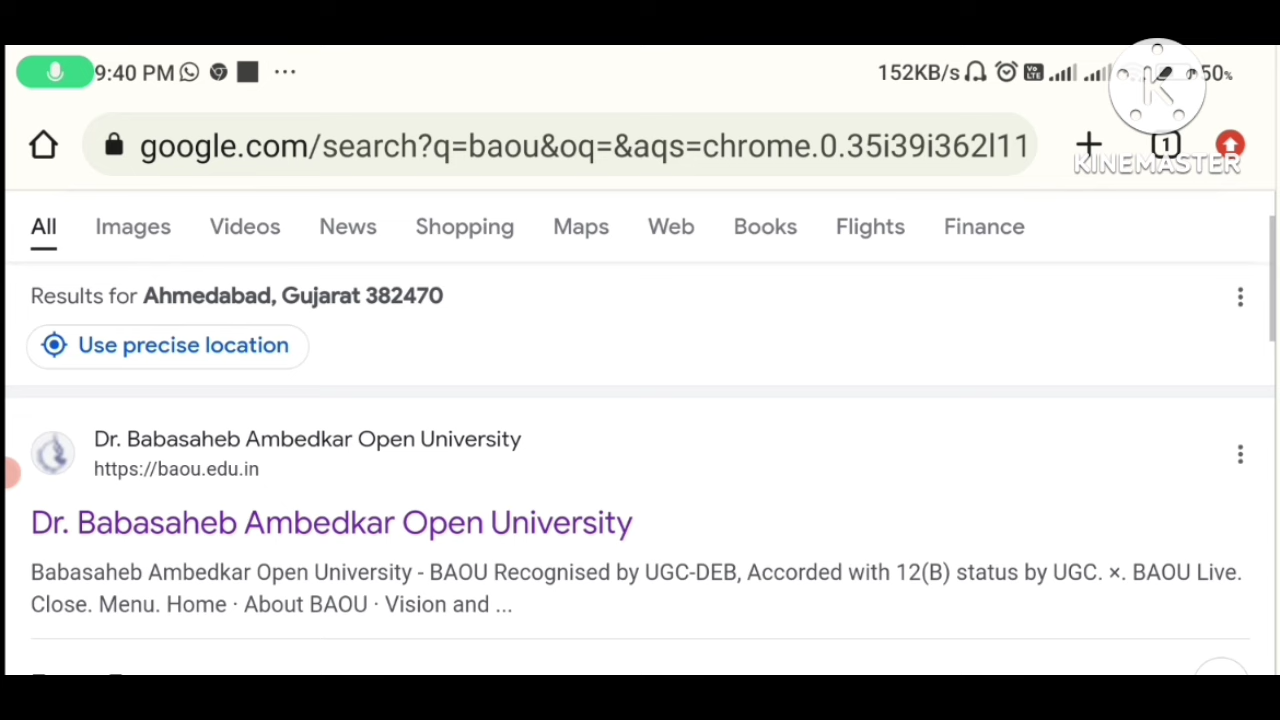 9:40 PM ... 152KB/s Vo LTE 50%
google.com/search?q=baou&oq=&aqs=chrome.0.35i39i362l11 1
K
KINEMASTER
All Images Videos News Shopping Maps Web Books Flights Finance
Results for Ahmedabad, Gujarat 382470
Use precise location
Dr. Babasaheb Ambedkar Open University
https://baou.edu.in
Dr. Babasaheb Ambedkar Open University
Babasaheb Ambedkar Open University - BAOU Recognised by UGC-DEB, Accorded with 12(B) status by UGC. ×. BAOU Live.
Close. Menu. Home · About BAOU · Vision and ...